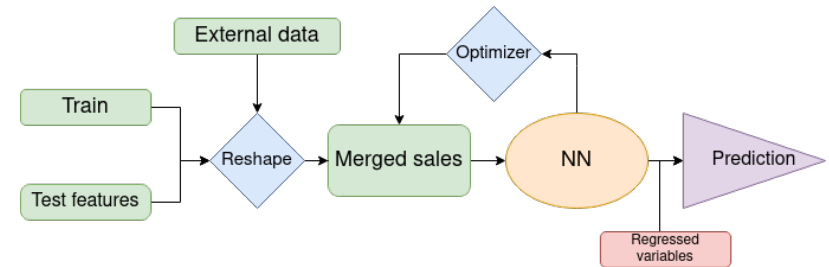 External data
Optimizer
Train
Reshape
Merged sales
NN
Prediction
Test features
Regressed
variables